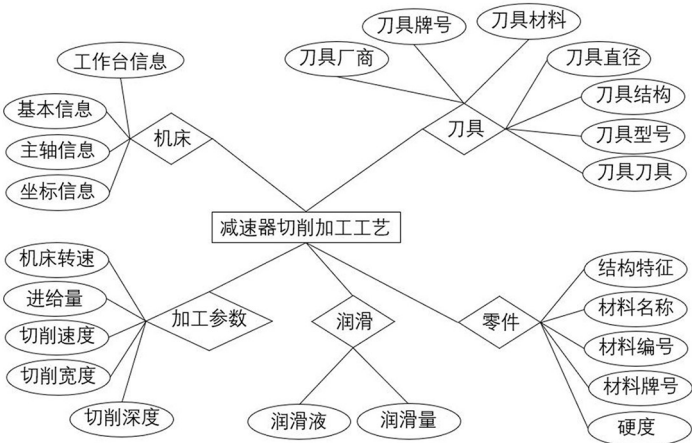 刀具牌号
刀具材料
工作台信息
刀具厂商
刀具直径
基本信息
刀具结构
机床
刀具
主轴信息
刀具型号
坐标信息
刀具刀具
减速器切削加工工艺
机床转速
结构特征
进给量
材料名称
加工参数
润滑
零件
切削速度
材料编号
切削宽度
材料牌号
切削深度
润滑液
润滑量
硬度